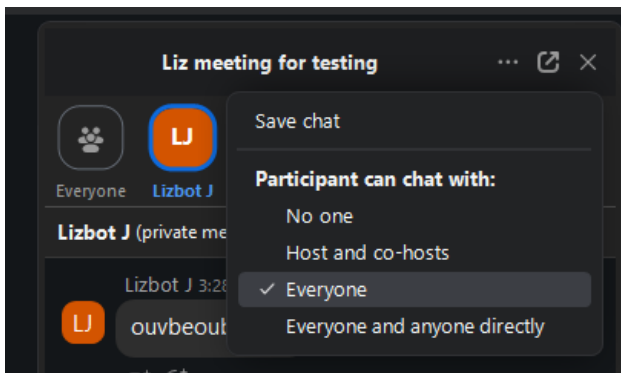 Liz meeting for testing
LJ
Everyone
Lizbot J
Save chat
Participant can chat with:
No one
Host and co-hosts
Everyone
Everyone and anyone directly
Lizbot J (private me
Lizbot J 3:28
LJ
ouvbeoub